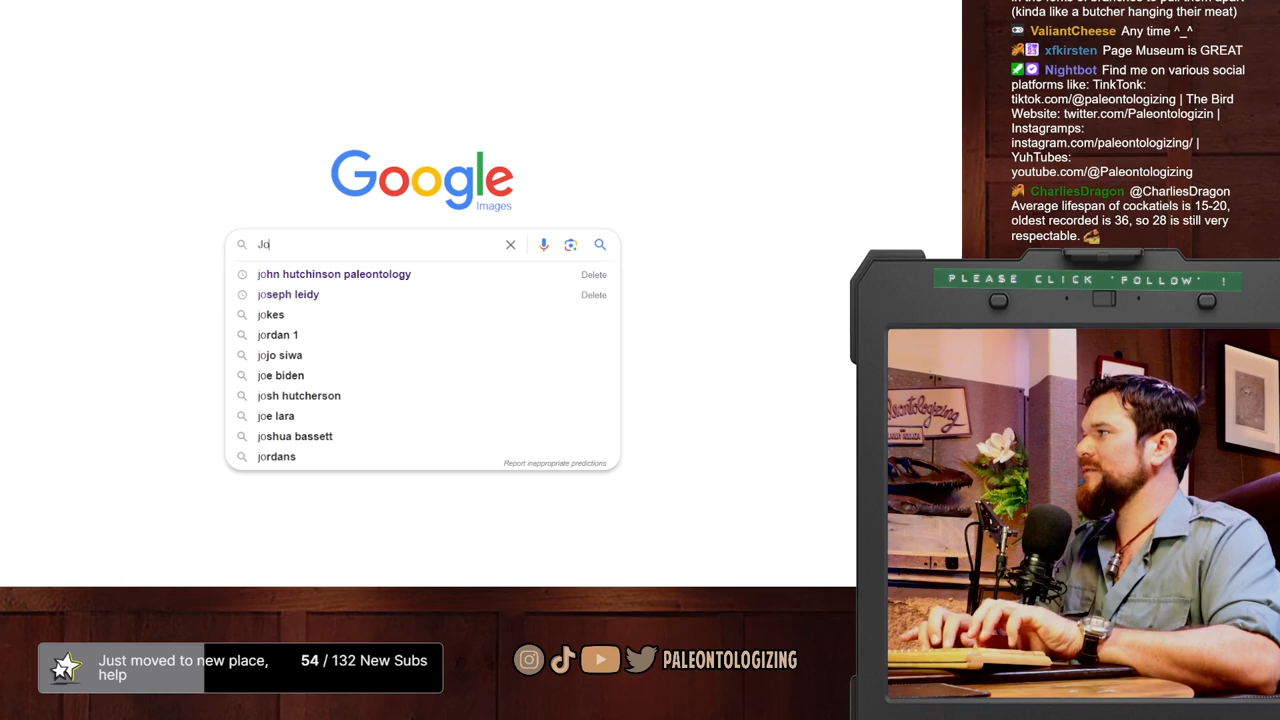 Google
Images
Jo
john hutchinson paleontology Delete
joseph leidy Delete
jokes
jordan 1
jojo siwa
joe biden
josh hutcherson
joe lara
joshua bassett
jordans
Report inappropriate predictions
(kinda like a butcher hanging their meat)
ValiantCheese Any time ^_^
xfkirsten Page Museum is GREAT
Nightbot Find me on various social
platforms like: TinkTonk:
tiktok.com/@paleontologizing | The Bird
Website: twitter.com/Paleontologizin |
Instagramps:
instagram.com/paleontologizing/ |
YuhTubes:
youtube.com/@Paleontologizing
CharliesDragon @CharliesDragon
Average lifespan of cockatiels is 15-20,
oldest recorded is 36, so 28 is still very
respectable.
PLEASE CLICK "FOLLOW" !
Just moved to new place,
help
54 / 132 New Subs
PALEONTOLOGIZING